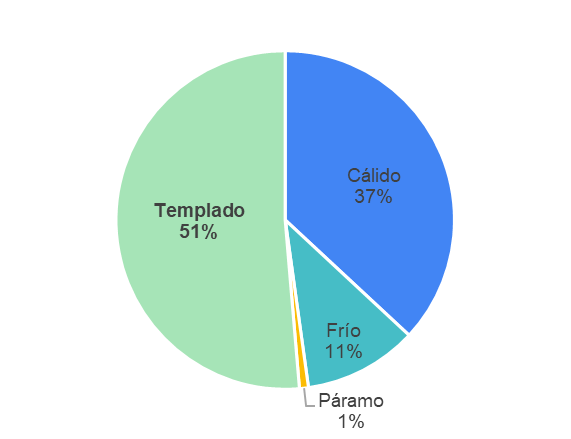 Cálido
37%
Templado
51%
Frío
11%
Páramo
1%